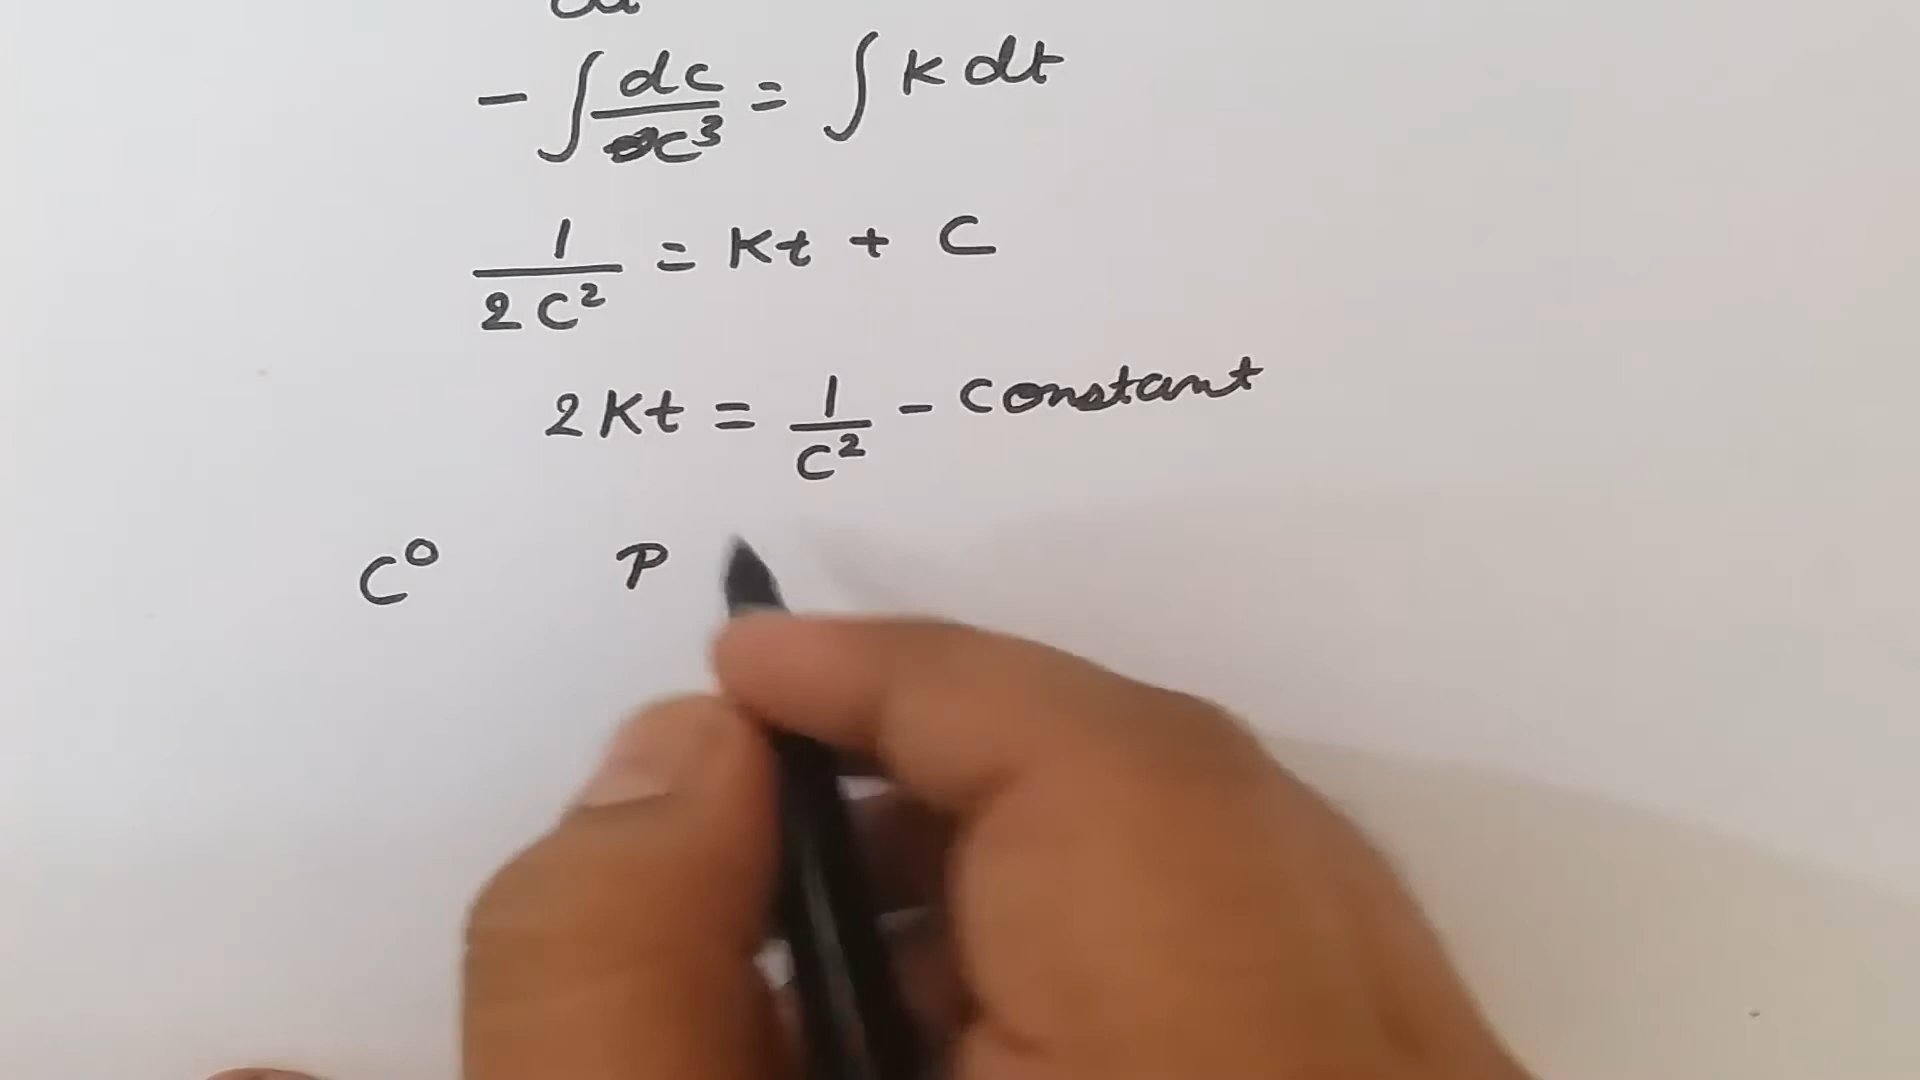 - ∫ dc/c³ = ∫ k dt
1/2c² = kt + c
2kt = 1/c² - constant
c⁰ P